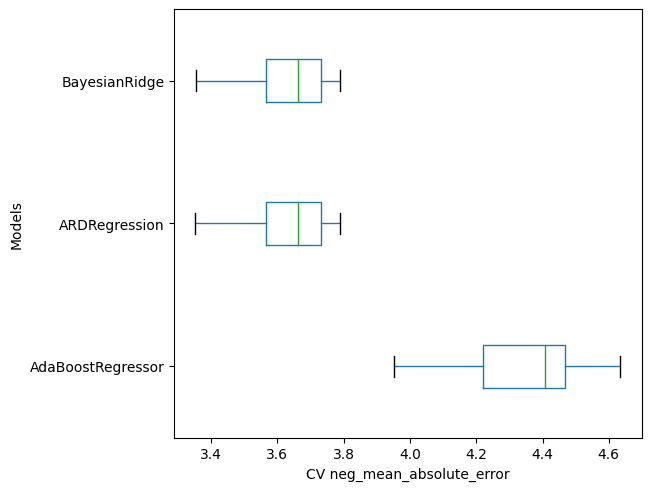 BayesianRidge
ARDRegression
AdaBoostRegressor
Models
3.4 3.6 3.8 4.0 4.2 4.4 4.6
CV neg_mean_absolute_error